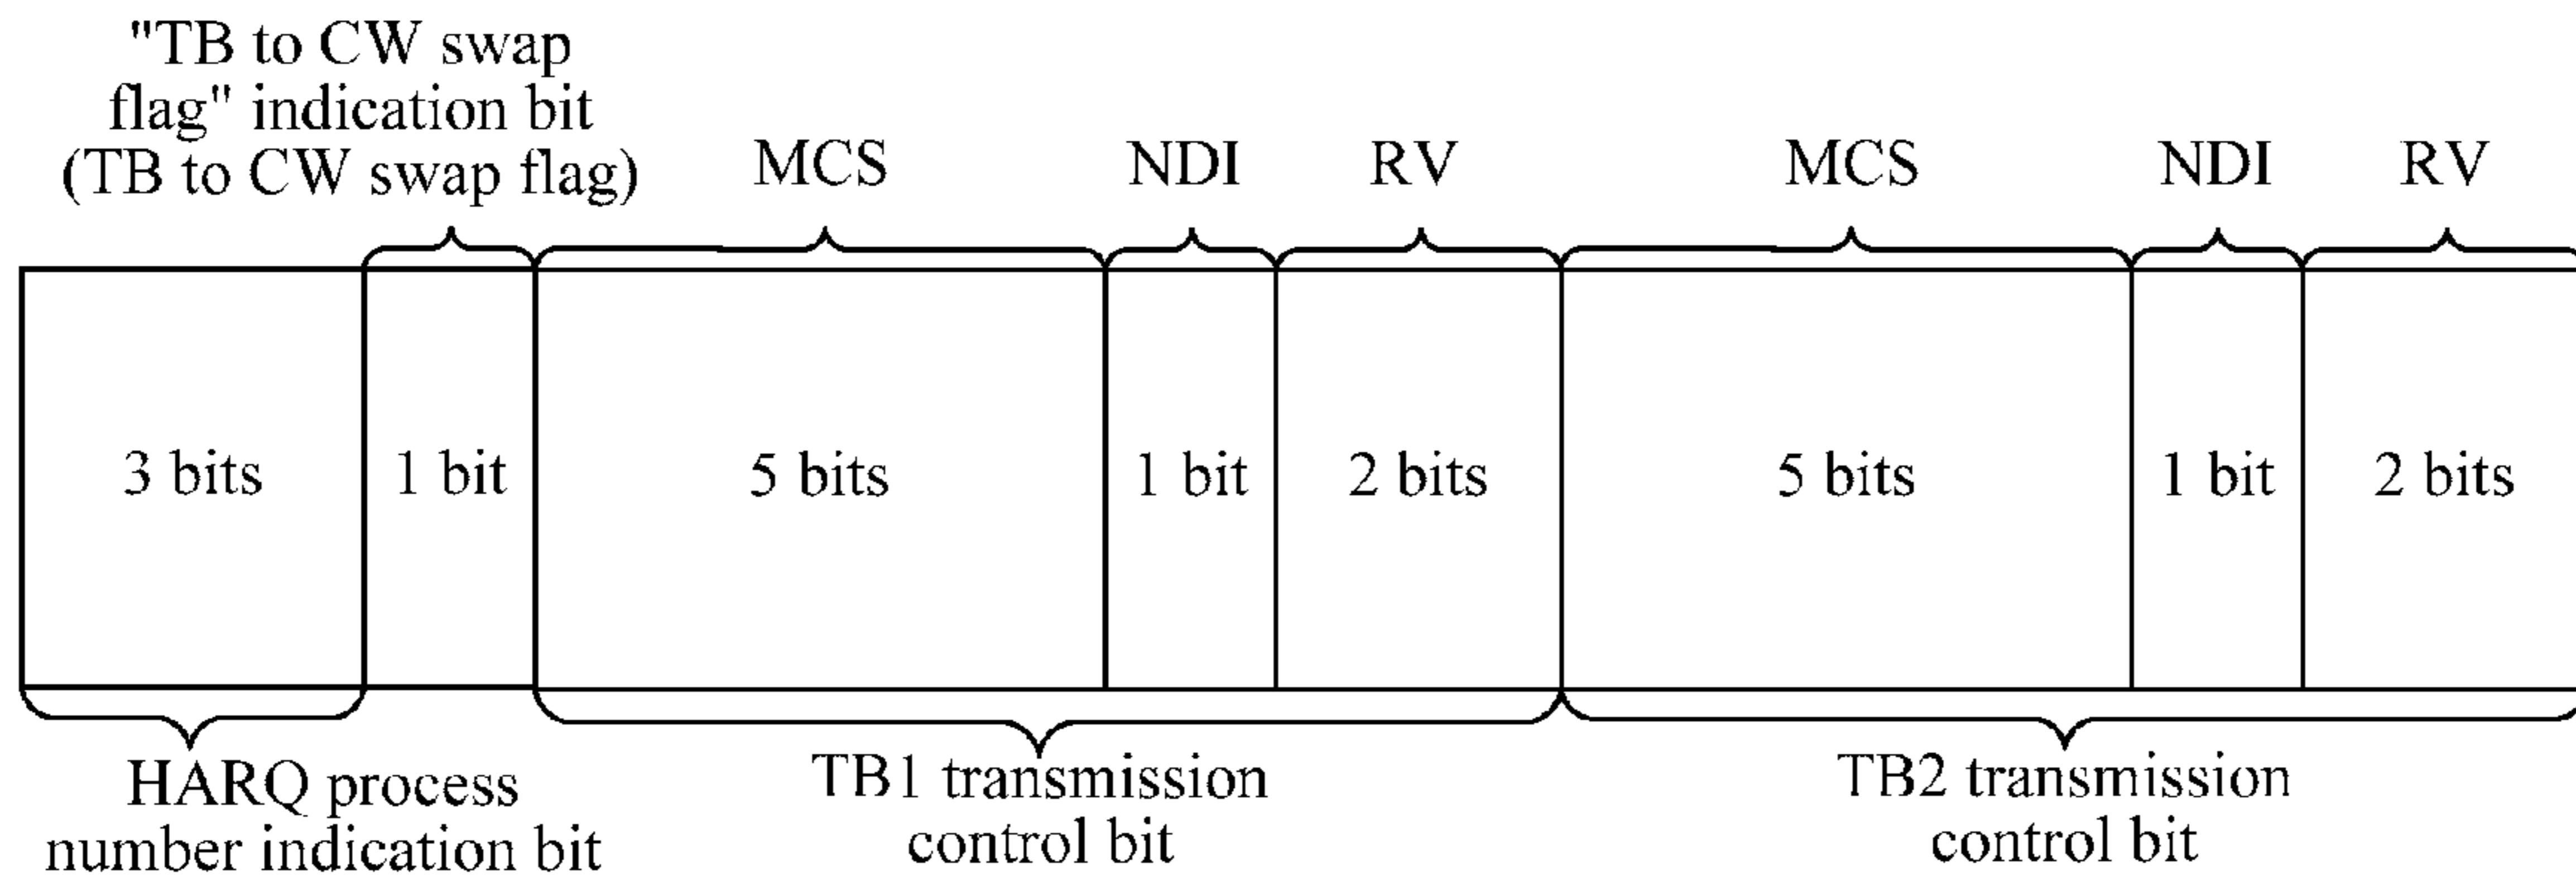 "TB to CW swap
flag" indication bit
(TB to CW swap flag)
MCS
NDI
RV
MCS
NDI
RV
3 bits
1 bit
5 bits
1 bit
2 bits
5 bits
1 bit
2 bits
HARQ process
number indication bit
TB1 transmission
control bit
TB2 transmission
control bit